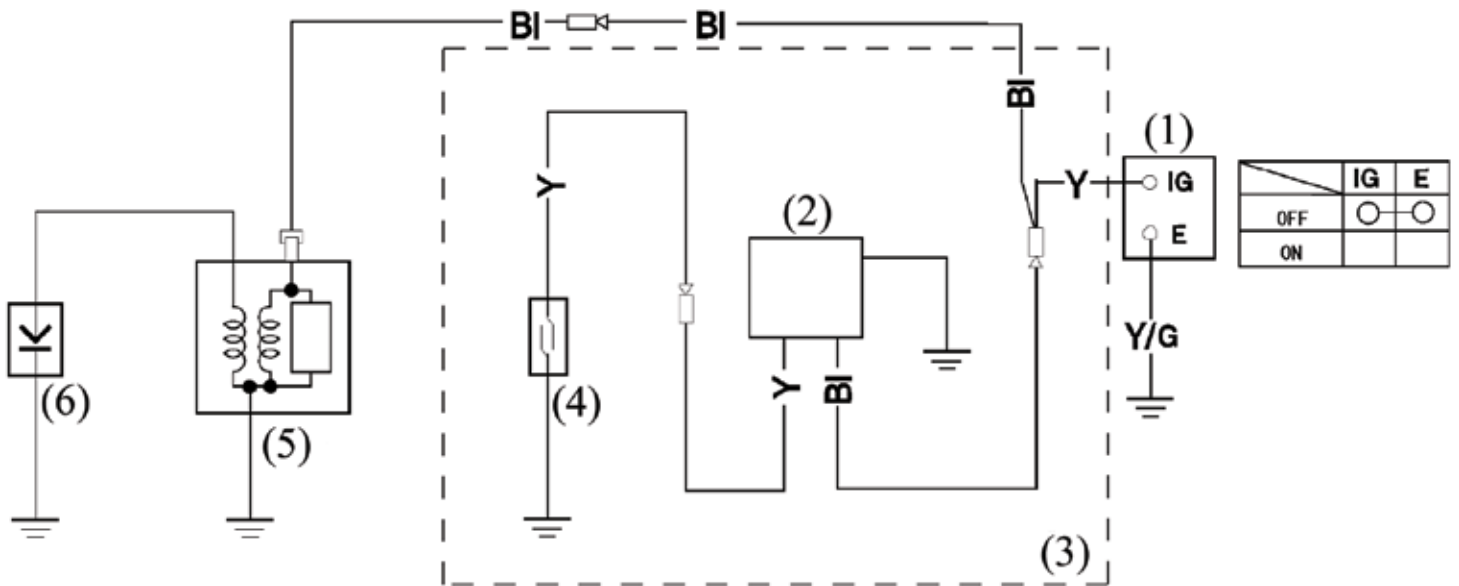 Bl Bl
Bl
(1)
Y
Y IG
E
IG E
OFF
ON
(2)
Y/G
Y Bl
(6)
(4)
(5)
(3)